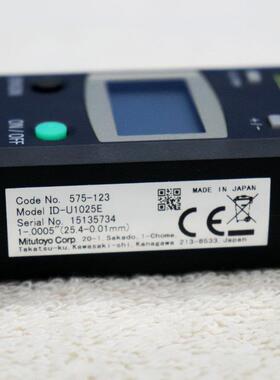 ON / OFF
+/-
Code No. 575-123
MADE IN JAPAN
Model ID-U1025E
Serial No. 15135734
1-.0005"(25.4-0.01mm)
CE
Mitutoyo Corp. 20-1, Sakado, 1-Chome,
Takatsu-ku, Kawasaki-shi, Kanagawa 213-8533, Japan